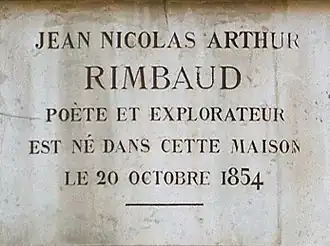 JEAN NICOLAS ARTHUR
RIMBAUD
POÈTE ET EXPLORATEUR
EST NÉ DANS CETTE MAISON
LE 20 OCTOBRE 1854